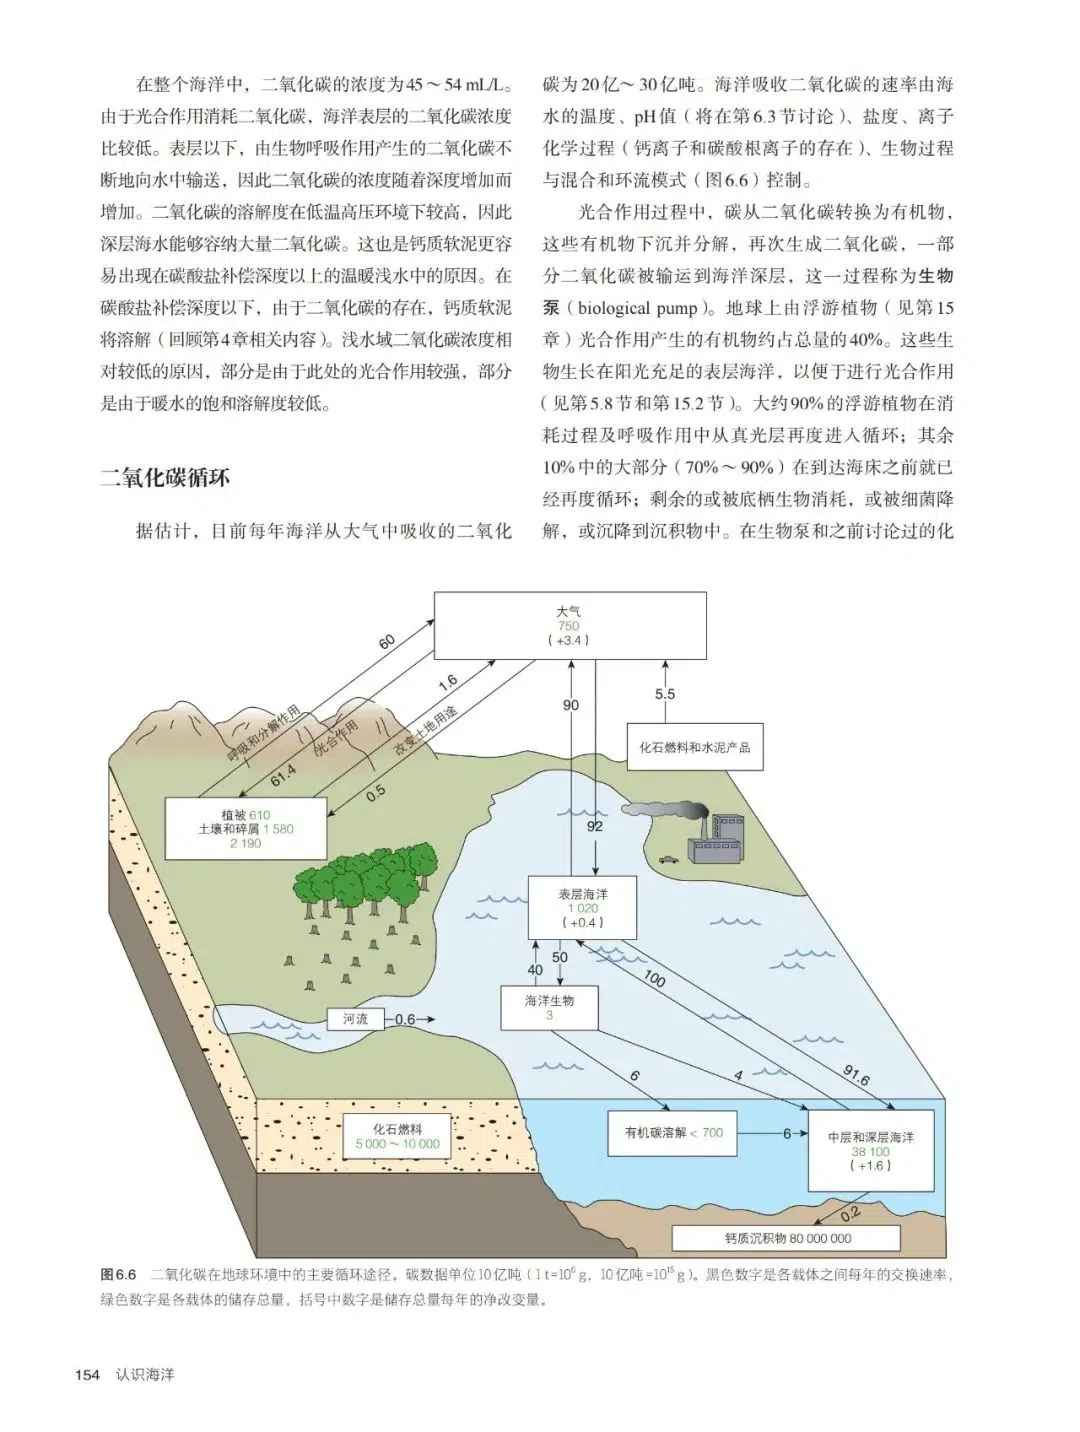 在整个海洋中，二氧化碳的浓度为45～54 mL/L。
由于光合作用消耗二氧化碳，海洋表层的二氧化碳浓度
比较低。表层以下，由生物呼吸作用产生的二氧化碳不
断地向水中输送，因此二氧化碳的浓度随着深度增加而
增加。二氧化碳的溶解度在低温高压环境下较高，因此
深层海水能够容纳大量二氧化碳。这也是钙质软泥更容
易出现在碳酸盐补偿深度以上的温暖浅水中的原因。在
碳酸盐补偿深度以下，由于二氧化碳的存在，钙质软泥
将溶解（回顾第4章相关内容）。浅水域二氧化碳浓度相
对较低的原因，部分是由于此处的光合作用较强，部分
是由于暖水的饱和溶解度较低。
二氧化碳循环
据估计，目前每年海洋从大气中吸收的二氧化
碳为20亿～30亿吨。海洋吸收二氧化碳的速率由海
水的温度、pH值（将在第6.3节讨论）、盐度、离子
化学过程（钙离子和碳酸根离子的存在）、生物过程
与混合和环流模式（图6.6）控制。
光合作用过程中，碳从二氧化碳转换为有机物，
这些有机物下沉并分解，再次生成二氧化碳，一部
分二氧化碳被输运到海洋深层，这一过程称为生物
泵（biological pump）。地球上由浮游植物（见第15
章）光合作用产生的有机物约占总量的40%。这些生
物生长在阳光充足的表层海洋，以便于进行光合作用
（见第5.8节和第15.2节）。大约90%的浮游植物在消
耗过程及呼吸作用中从真光层再度进入循环；其余
10%中的大部分（70%～90%）在到达海床之前就已
经再度循环；剩余的或被底栖生物消耗，或被细菌降
解，或沉降到沉积物中。在生物泵和之前讨论过的化
大气
750
（+3.4）
60
1.6
90
5.5
呼吸和分解作用
光合作用
改变土地用途
化石燃料和水泥产品
61.4
0.5
植被 610
土壤和碎屑 1 580
2 190
92
表层海洋
1 020
（+0.4）
40
50
100
海洋生物
3
河流
0.6
6
4
91.6
化石燃料
5 000～10 000
有机碳溶解＜700
6
中层和深层海洋
38 100
（+1.6）
0.2
钙质沉积物 80 000 000
图6.6 二氧化碳在地球环境中的主要循环途径。碳数据单位10亿吨（1 t=10⁶ g，10亿吨=10¹⁵ g）。黑色数字是各载体之间每年的交换速率，
绿色数字是各载体的储存总量，括号中数字是储存总量每年的净改变量。
154 认识海洋